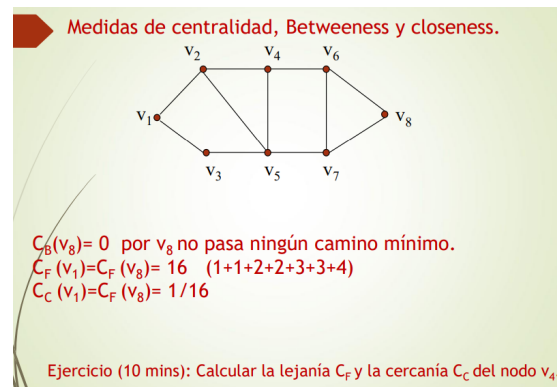 Medidas de centralidad, Betweeness y closeness.
v2 v4 v6
v1 v8
v3 v5 v7
CB(v8)= 0 por v8 no pasa ningún camino mínimo.
CF (v1)=CF (v8)= 16 (1+1+2+2+3+3+4)
CC (v1)=CF (v8)= 1/16
Ejercicio (10 mins): Calcular la lejanía CF y la cercanía CC del nodo v4